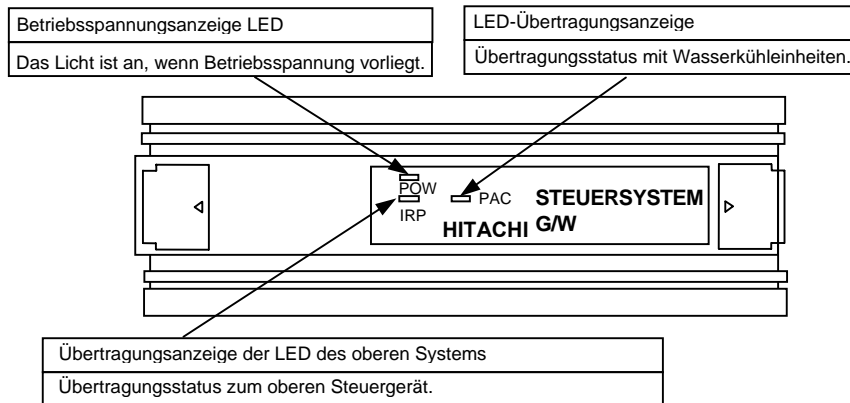 Betriebsspannungsanzeige LED
Das Licht ist an, wenn Betriebsspannung vorliegt.
LED-Übertragungsanzeige
Übertragungsstatus mit Wasserkühleinheiten.
POW
IRP
PAC
STEUERSYSTEM
HITACHI G/W
Übertragungsanzeige der LED des oberen Systems
Übertragungsstatus zum oberen Steuergerät.